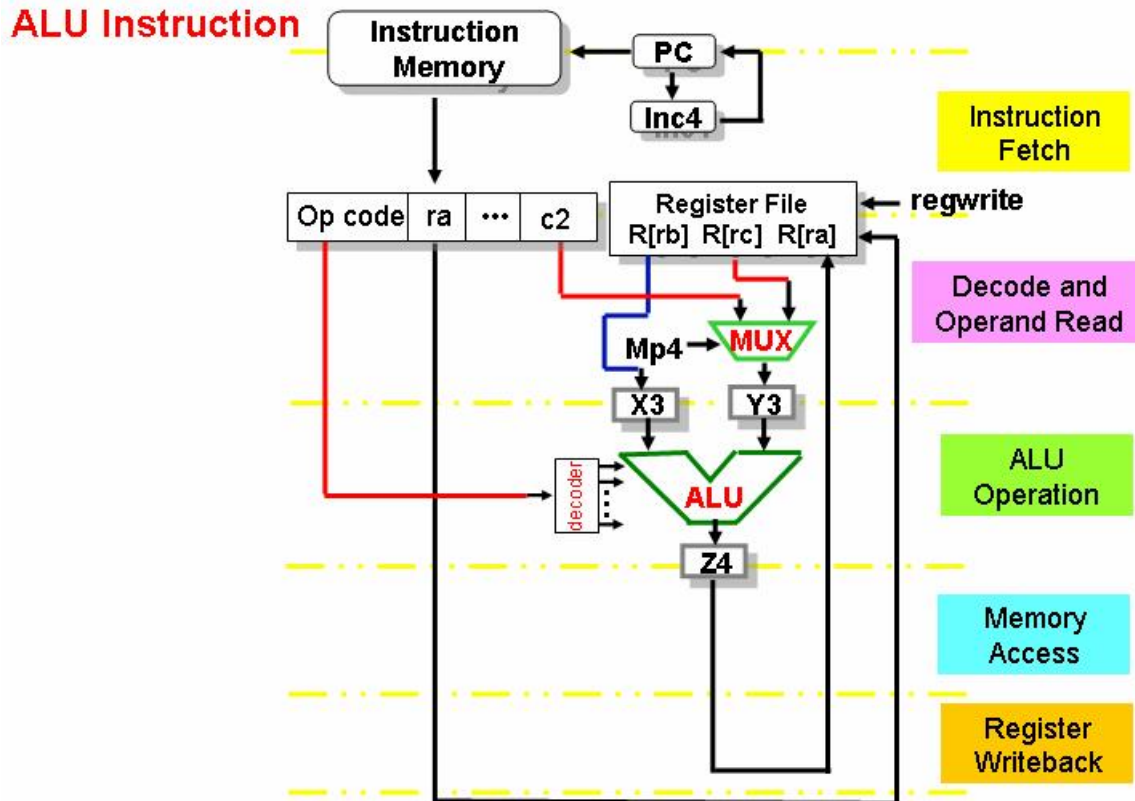 ALU Instruction
Instruction
Memory
PC
Inc4
Instruction
Fetch
Op code ra ... c2
Register File
R[rb] R[rc] R[ra]
regwrite
Decode and
Operand Read
MUX
Mp4
X3
Y3
decoder
ALU
ALU
Operation
Z4
Memory
Access
Register
Writeback